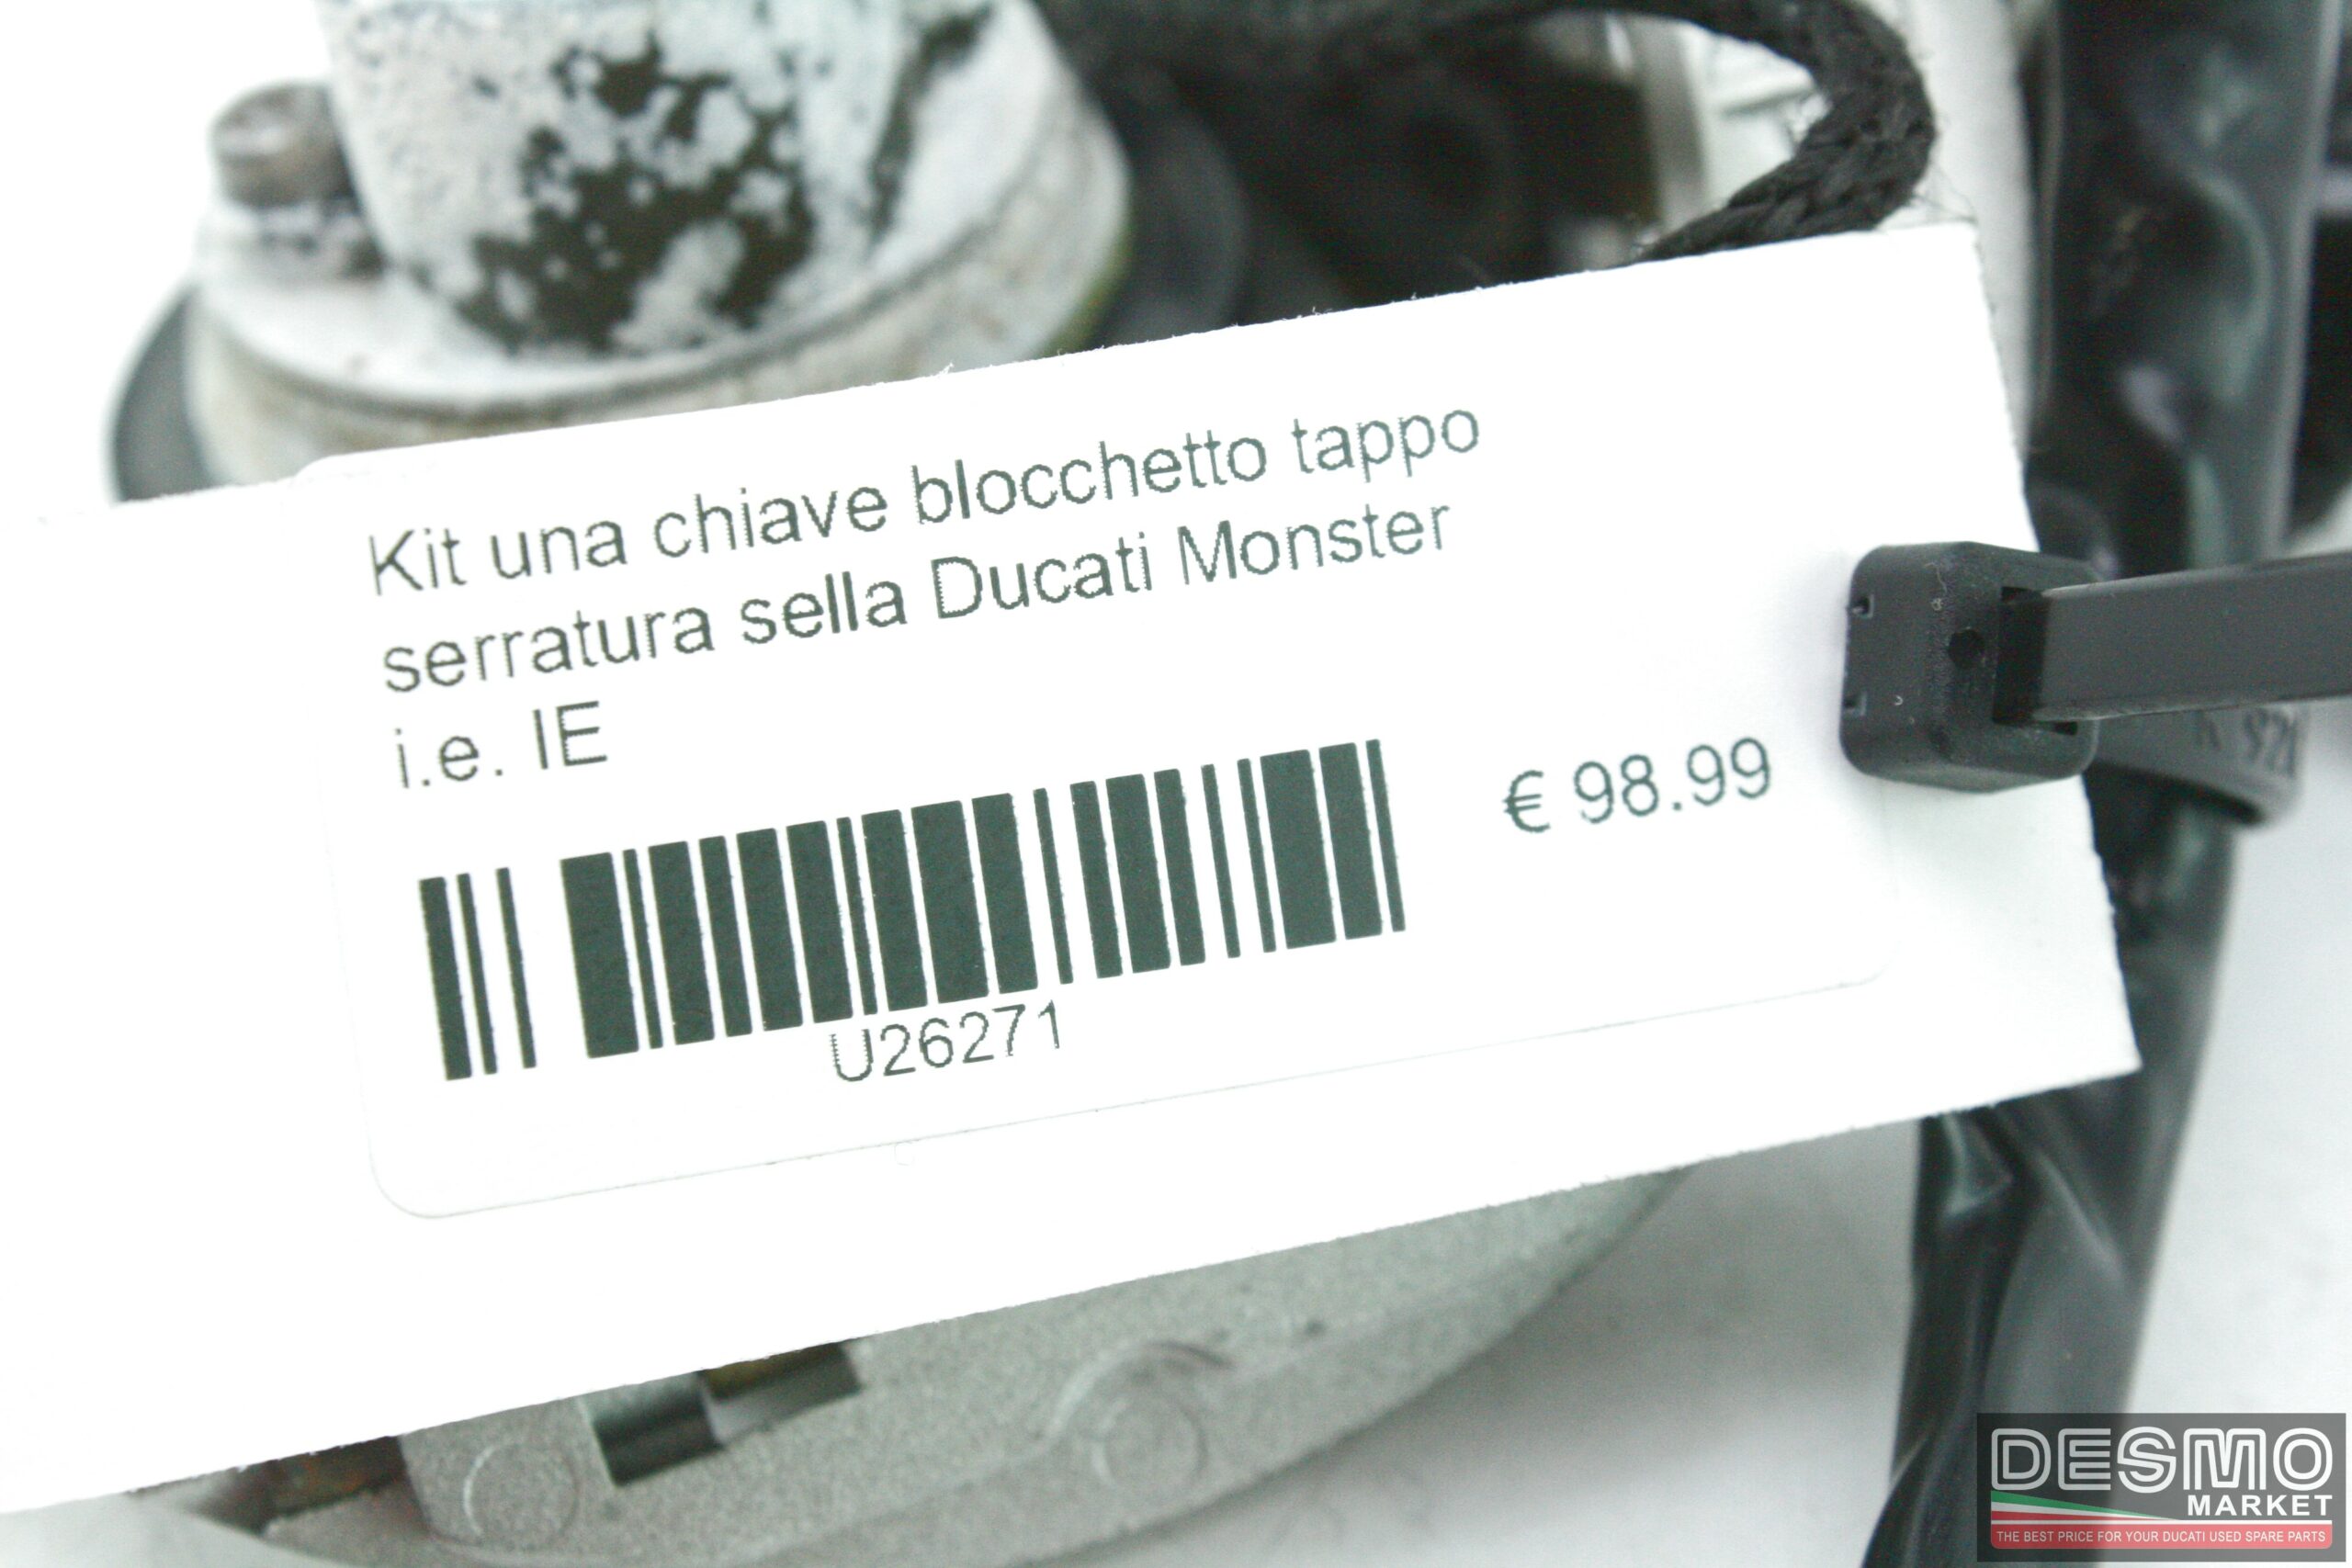 Kit una chiave blocchetto tappo
serratura sella Ducati Monster
i.e. IE
€ 98.99
U26271
DESMO
MARKET
THE BEST PRICE FOR YOUR DUCATI USED SPARE PARTS